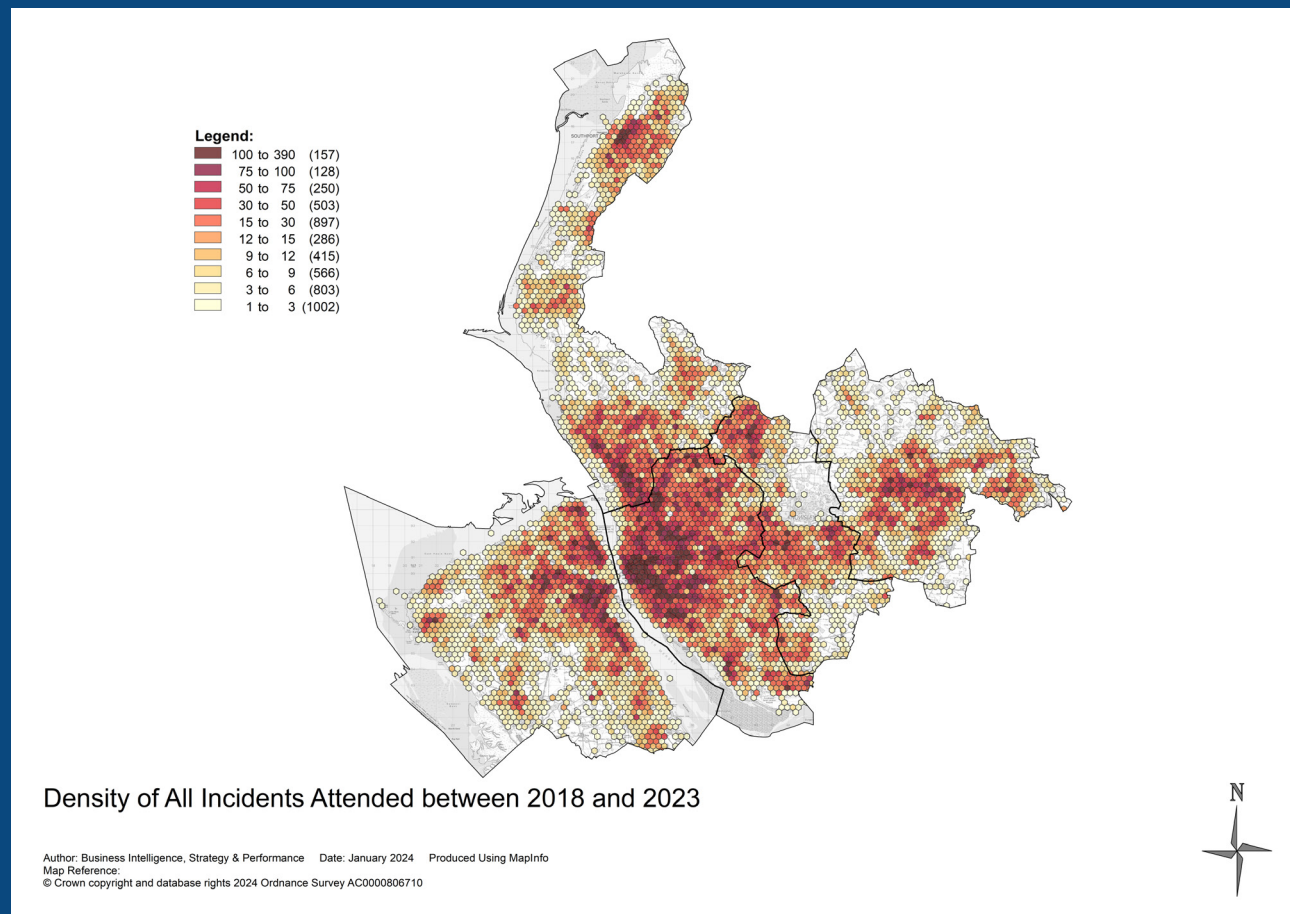 Legend:
100 to 390 (157)
75 to 100 (128)
50 to 75 (250)
30 to 50 (503)
15 to 30 (897)
12 to 15 (286)
9 to 12 (415)
6 to 9 (566)
3 to 6 (803)
1 to 3 (1002)
Density of All Incidents Attended between 2018 and 2023
N
Author: Business Intelligence, Strategy & Performance Date: January 2024 Produced Using MapInfo
Map Reference:
© Crown copyright and database rights 2024 Ordnance Survey AC0000806710